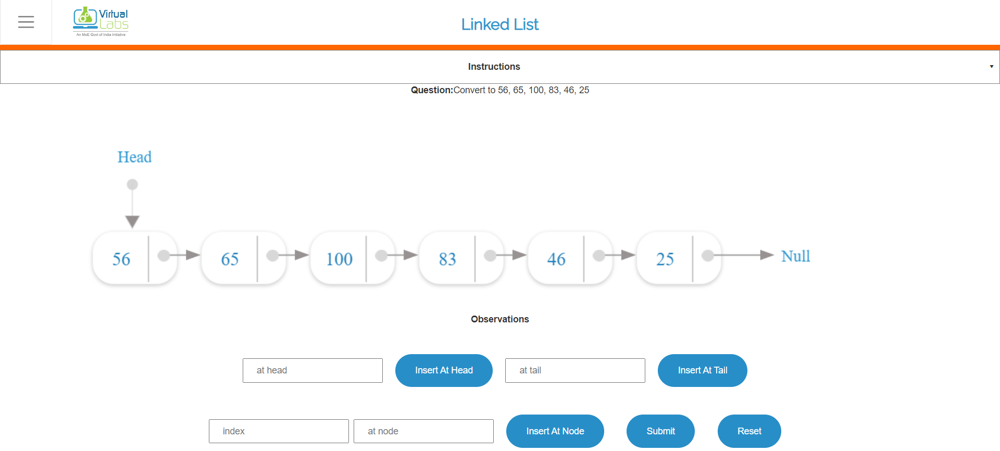 Virtual
Labs
An MoE Govt of India Initiative
Linked List
Instructions
Question:Convert to 56, 65, 100, 83, 46, 25
Head
56 65 100 83 46 25 Null
Observations
at head Insert At Head at tail Insert At Tail
index at node Insert At Node Submit Reset